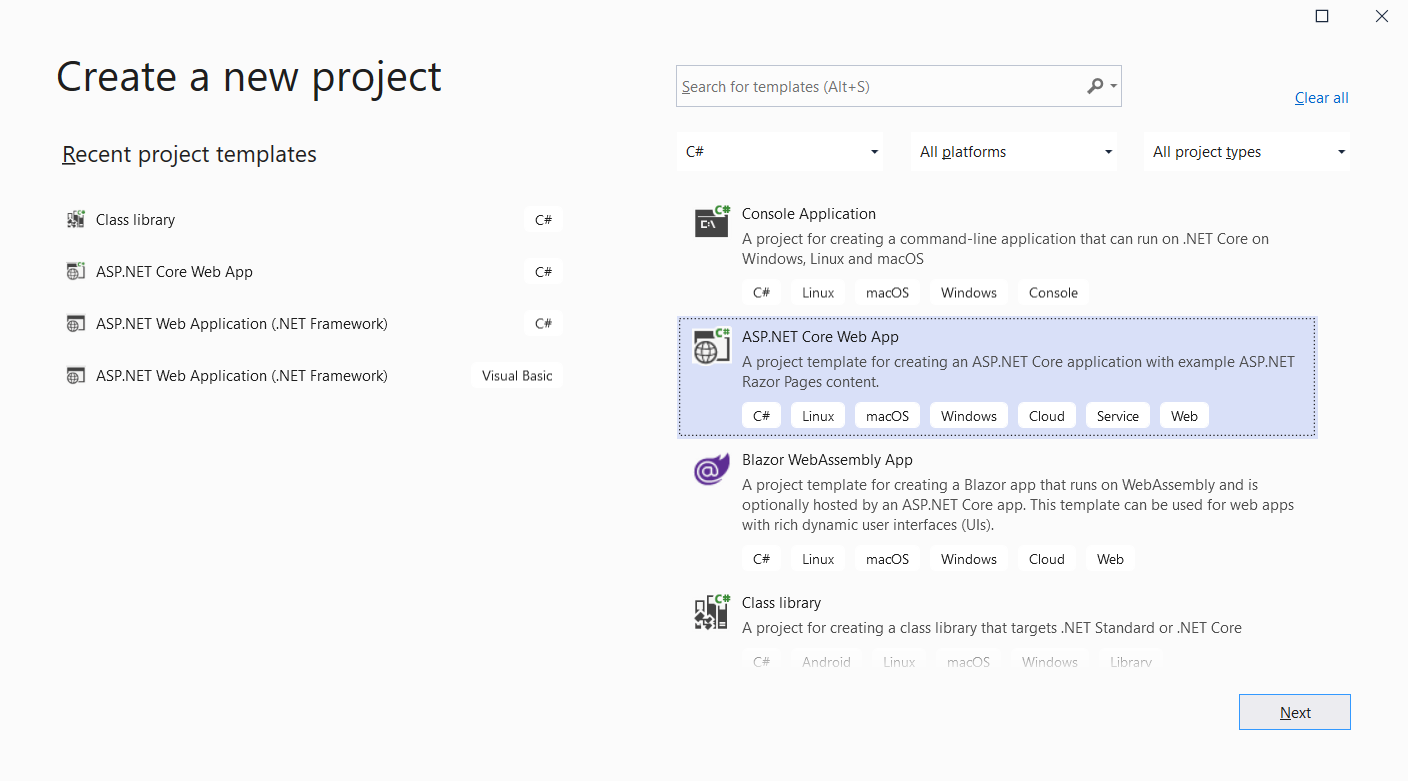 Create a new project
Recent project templates
Class library C#
ASP.NET Core Web App C#
ASP.NET Web Application (.NET Framework) C#
ASP.NET Web Application (.NET Framework) Visual Basic
Search for templates (Alt+S)
Clear all
C# All platforms All project types
C#
Console Application
A project for creating a command-line application that can run on .NET Core on
Windows, Linux and macOS
C# Linux macOS Windows Console
C#
ASP.NET Core Web App
A project template for creating an ASP.NET Core application with example ASP.NET
Razor Pages content.
C# Linux macOS Windows Cloud Service Web
Blazor WebAssembly App
A project template for creating a Blazor app that runs on WebAssembly and is
optionally hosted by an ASP.NET Core app. This template can be used for web apps
with rich dynamic user interfaces (UIs).
C# Linux macOS Windows Cloud Web
C#
Class library
A project for creating a class library that targets .NET Standard or .NET Core
C# Android Linux macOS Windows Library
Next